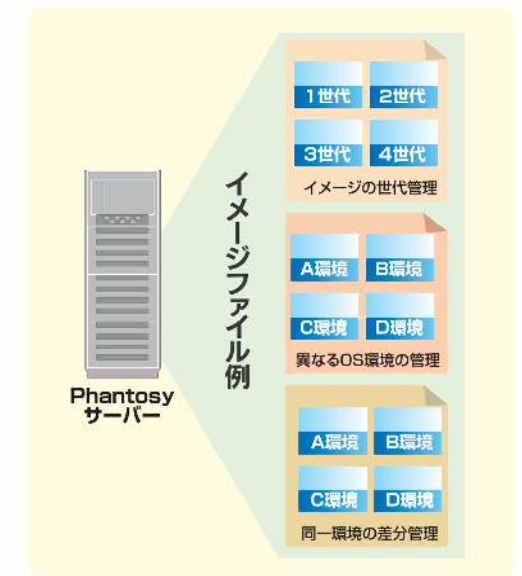 Phantosy
サーバー
イメージファイル例
1世代 2世代
3世代 4世代
イメージの世代管理
A環境 B環境
C環境 D環境
異なるOS環境の管理
A環境 B環境
C環境 D環境
同一環境の差分管理